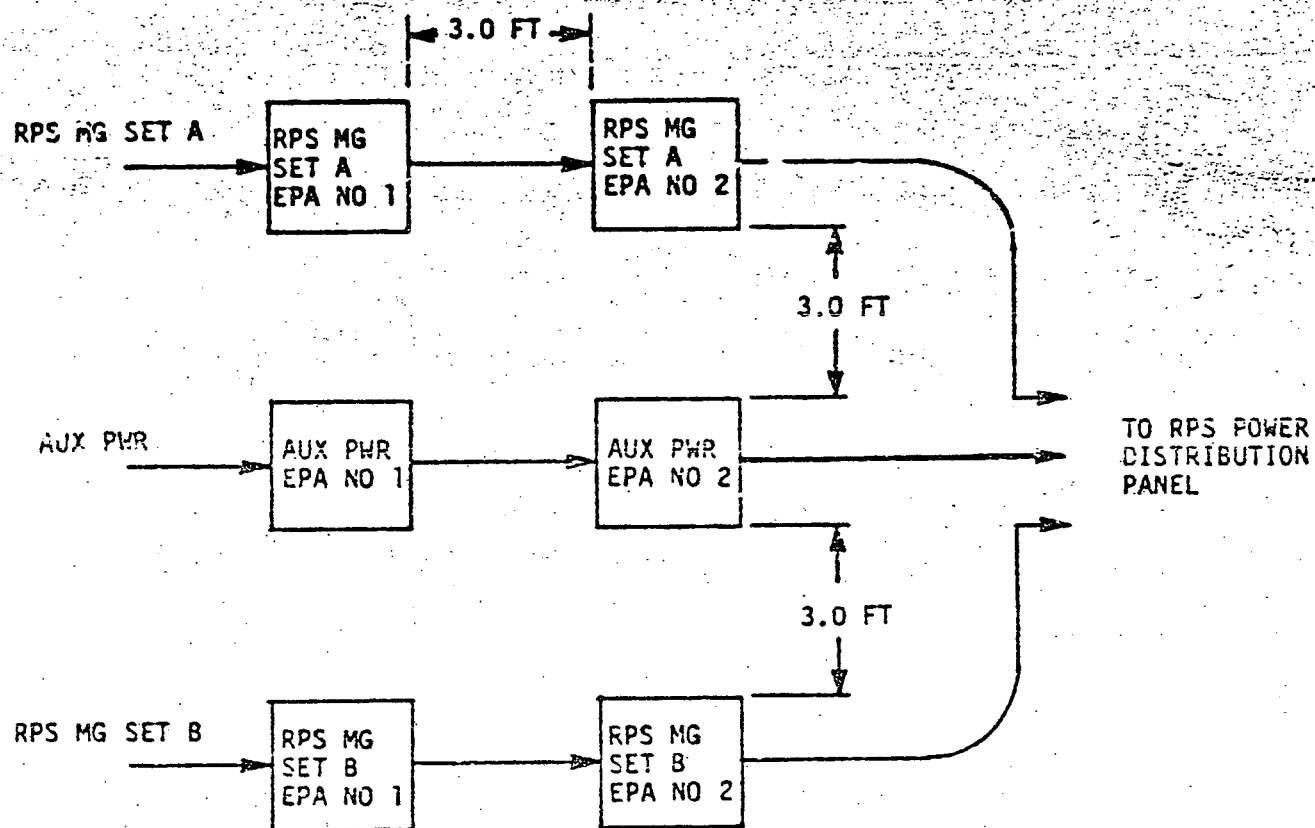 3.0 FT
RPS MG SET A
RPS MG
SET A
EPA NO 1
RPS MG
SET A
EPA NO 2
3.0 FT
AUX PWR
AUX PWR
EPA NO 1
AUX PWR
EPA NO 2
TO RPS POWER
DISTRIBUTION
PANEL
3.0 FT
RPS MG SET B
RPS MG
SET B
EPA NO 1
RPS MG
SET B
EPA NO 2